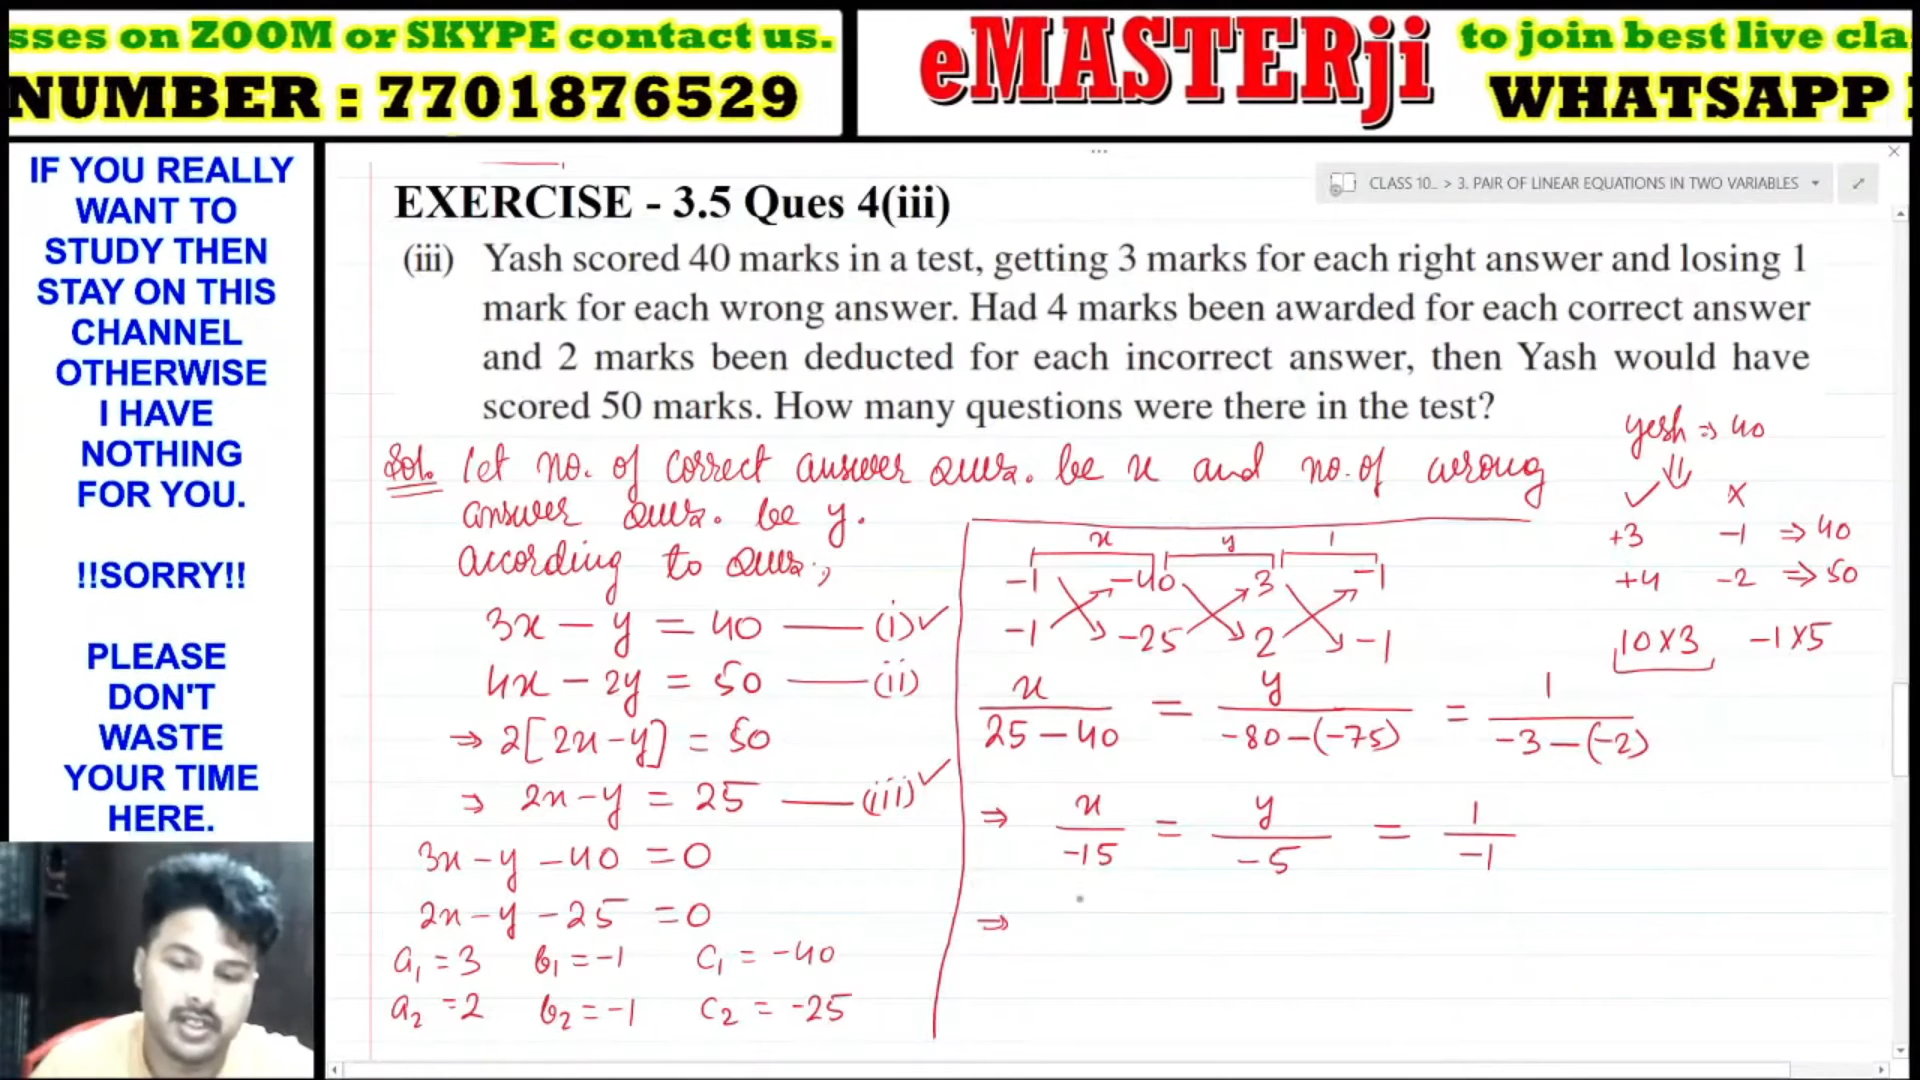 sses on ZOOM or SKYPE contact us.
NUMBER : 7701876529
eMASTERji
to join best live cla
WHATSAPP
IF YOU REALLY
WANT TO
STUDY THEN
STAY ON THIS
CHANNEL
OTHERWISE
I HAVE
NOTHING
FOR YOU.
!!SORRY!!
PLEASE
DON'T
WASTE
YOUR TIME
HERE.
CLASS 10... > 3. PAIR OF LINEAR EQUATIONS IN TWO VARIABLES
EXERCISE - 3.5 Ques 4(iii)
(iii) Yash scored 40 marks in a test, getting 3 marks for each right answer and losing 1
mark for each wrong answer. Had 4 marks been awarded for each correct answer
and 2 marks been deducted for each incorrect answer, then Yash would have
scored 50 marks. How many questions were there in the test?
Sol. Let no. of correct answer Ques. be x and no. of wrong
answer Ques. be y.
According to Ques.,
3x − y = 40 —— (i) ✓
4x − 2y = 50 —— (ii)
⇒ 2[2x−y] = 50
⇒ 2x−y = 25 —— (iii) ✓
3x−y −40 = 0
2x−y −25 = 0
a₁ = 3 b₁ = −1 c₁ = −40
a₂ = 2 b₂ = −1 c₂ = −25
x y 1
−1 −40 3 −1
−1 −25 2 −1
x/(25−40) = y/(−80−(−75)) = 1/(−3−(−2))
⇒ x/−15 = y/−5 = 1/−1
⇒
yesh ⇒ 40
✓ ×
+3 −1 ⇒ 40
+4 −2 ⇒ 50
10×3 −1×5